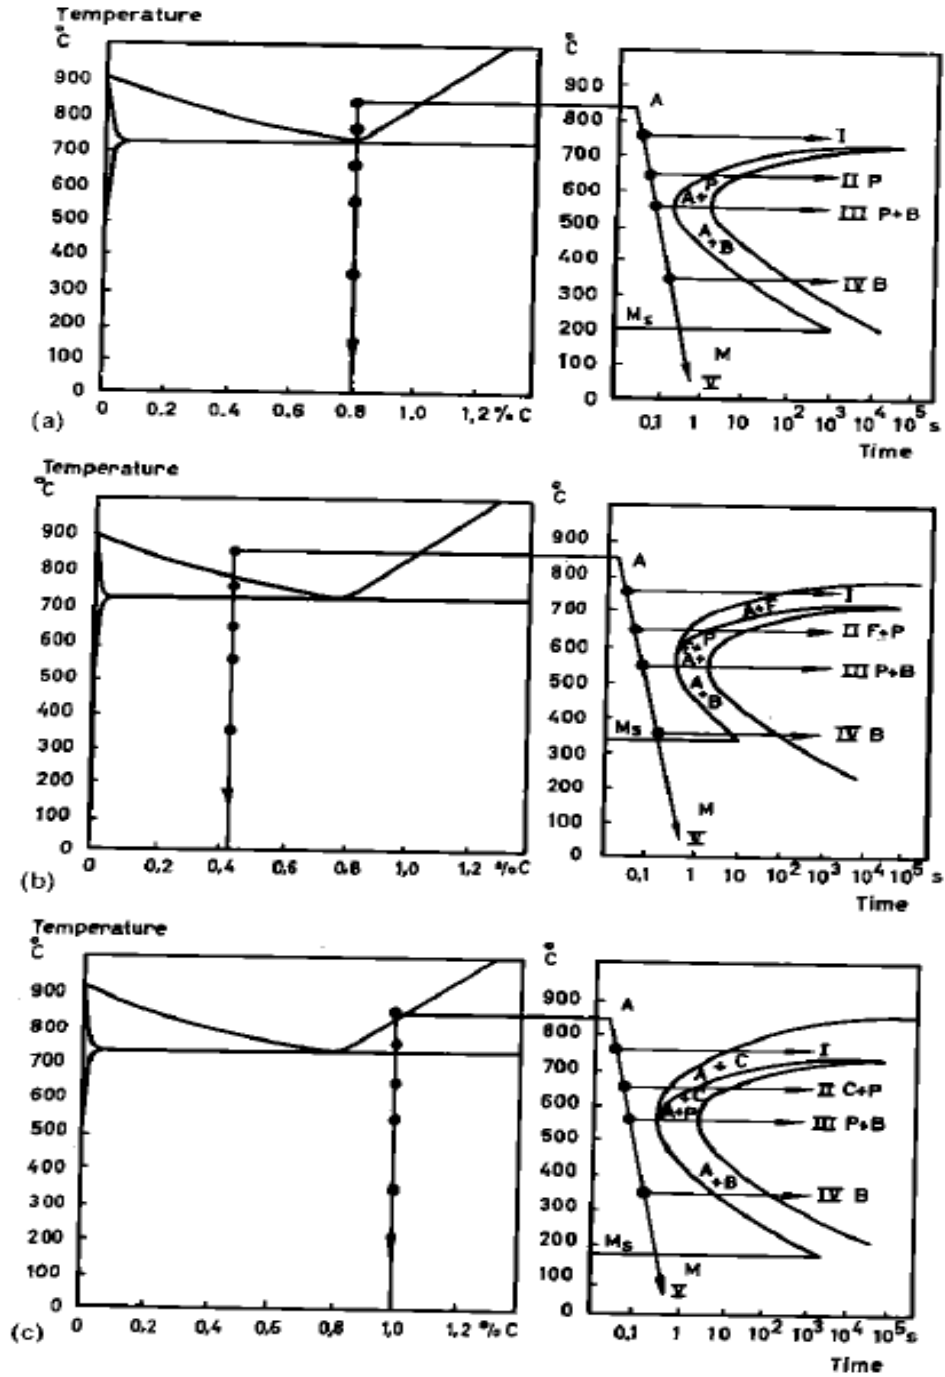 Temperature
°C
900
800
700
600
500
400
300
200
100
0
0 0.2 0.4 0.6 0.8 1.0 1,2 % C
(a)
°C
900
800
700
600
500
400
300
200
100
0
A
I
II P
A+P
III P+B
A+B
IV B
Ms
M
V
0,1 1 10 10² 10³ 10⁴ 10⁵ s
Time
Temperature
°C
900
800
700
600
500
400
300
200
100
0
0 0,2 0,4 0,6 0,8 1,0 1,2 % C
(b)
°C
900
800
700
600
500
400
300
200
100
0
A
I
A+F
II F+P
III P+B
A+B
Ms
IV B
M
V
0,1 1 10 10² 10³ 10⁴ 10⁵ s
Time
Temperature
°C
900
800
700
600
500
400
300
200
100
0
0 0,2 0,4 0,6 0,8 1,0 1,2 % C
(c)
°C
900
800
700
600
500
400
300
200
100
0
A
I
A+C
II C+P
+C
A+P
III P+B
A+B
IV B
Ms
M
V
0,1 1 10 10² 10³ 10⁴ 10⁵ s
Time